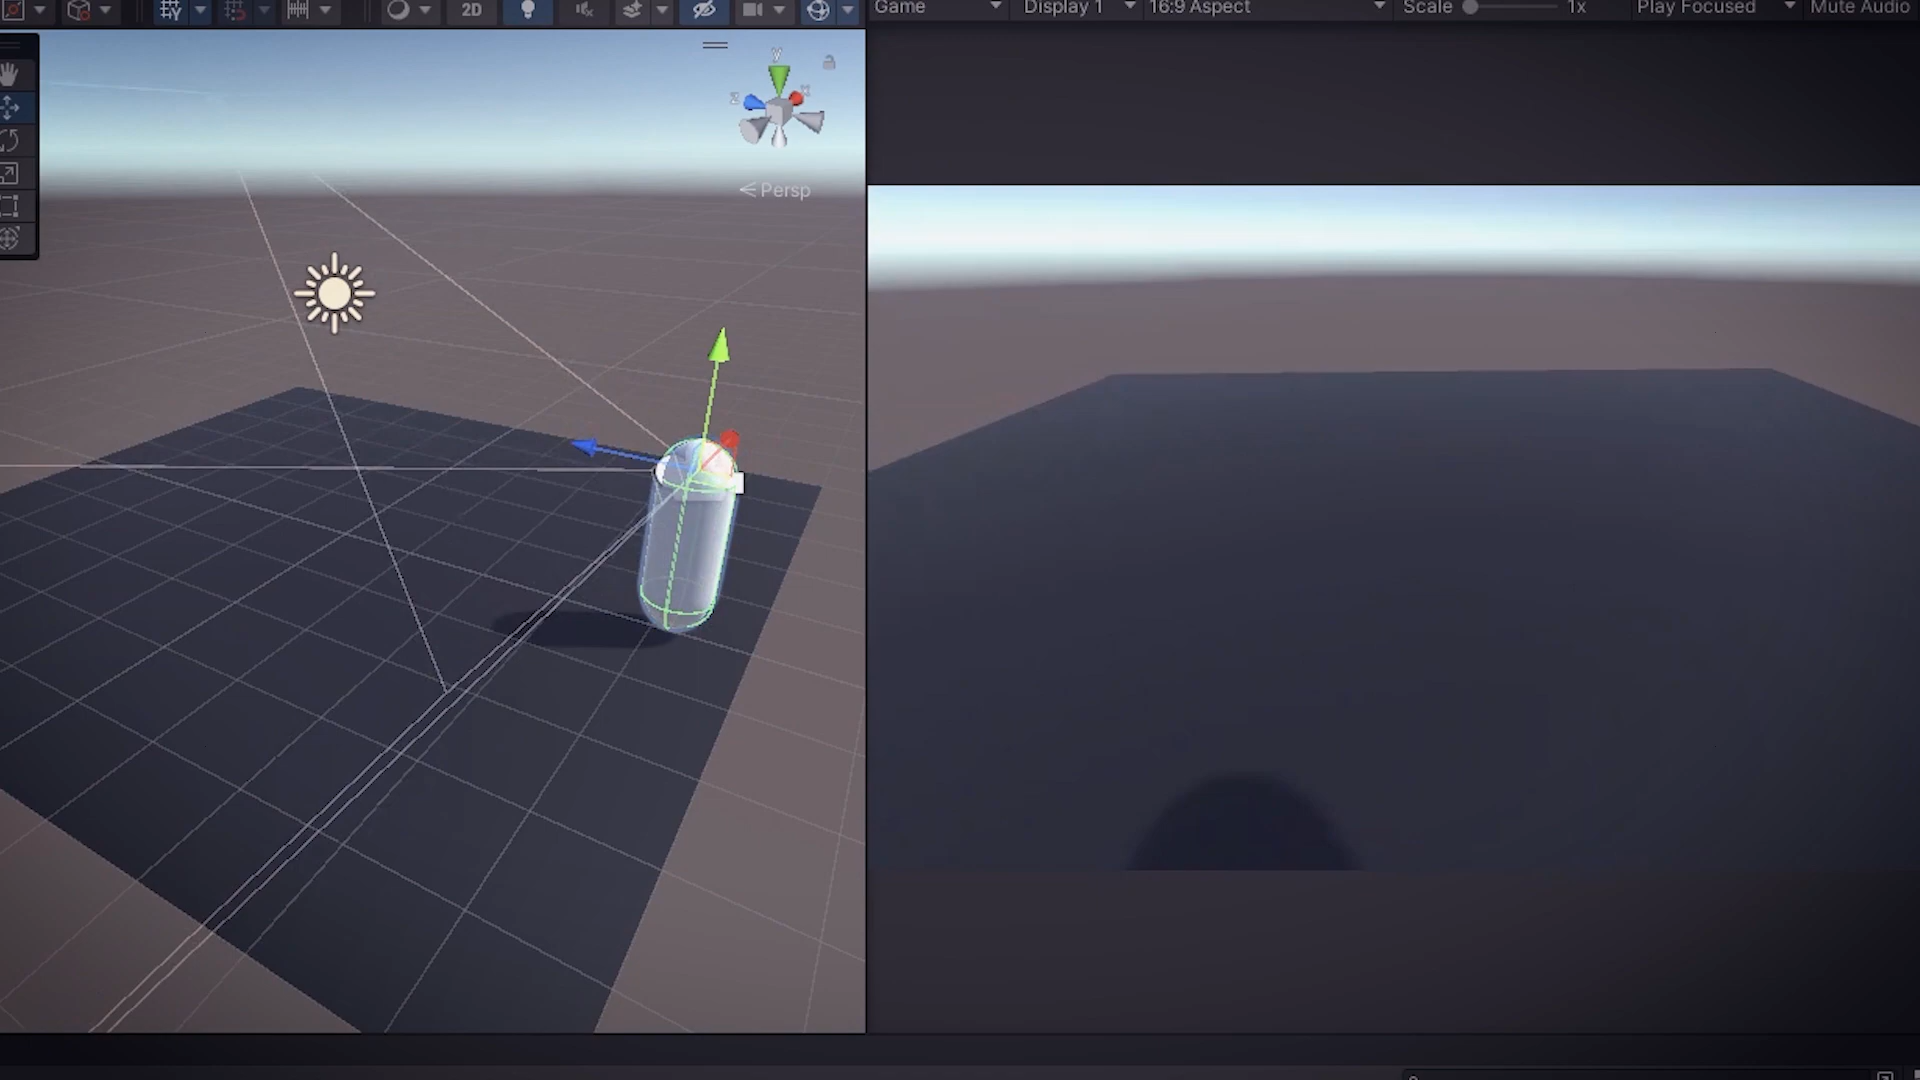 2D
Game Display 1 16:9 Aspect Scale 1x Play Focused Mute Audio
y
z x
Persp